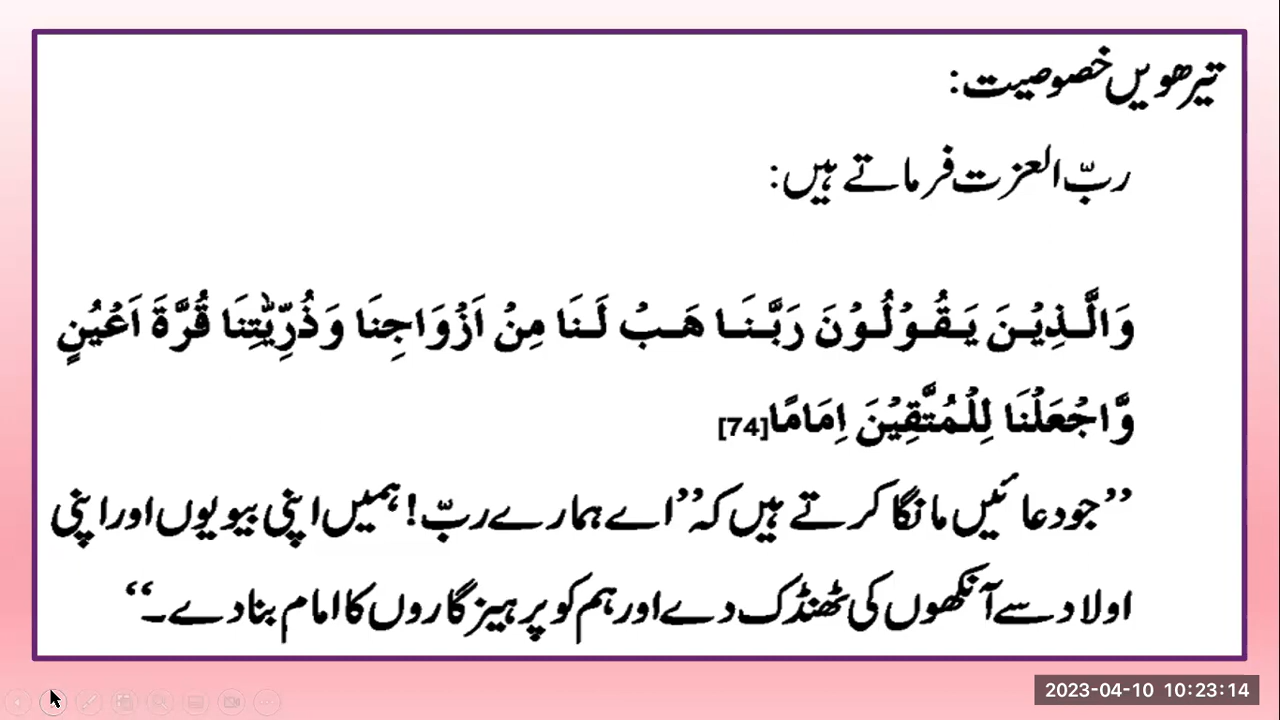 تیرھویں خصوصیت:
ربّ العزت فرماتے ہیں:
وَالَّذِیْنَ یَقُوْلُوْنَ رَبَّنَا هَبْ لَنَا مِنْ اَزْوَاجِنَا وَذُرِّیّٰتِنَا قُرَّةَ اَعْیُنٍ
وَّاجْعَلْنَا لِلْمُتَّقِیْنَ اِمَامًا[74]
’’جو دعائیں مانگا کرتے ہیں کہ’’اے ہمارے ربّ! ہمیں اپنی بیویوں اور اپنی
اولاد سے آنکھوں کی ٹھنڈک دے اور ہم کو پرہیزگاروں کا امام بنا دے۔‘‘
2023-04-10 10:23:14